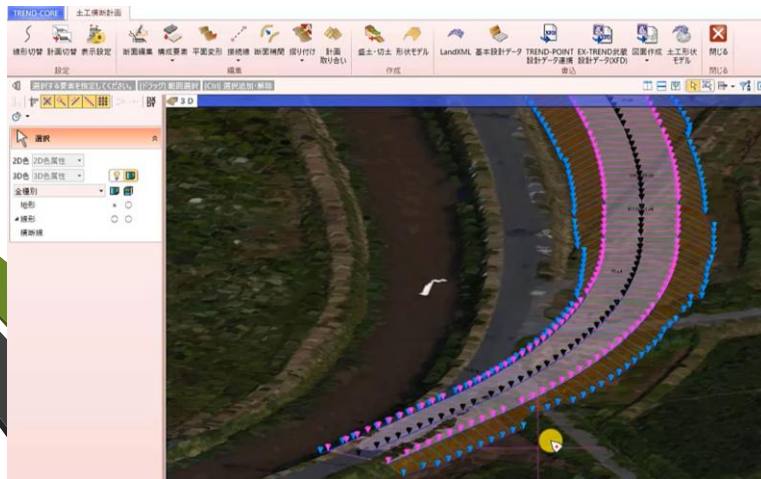 TREND-CORE 土工横断計画
線形切替 計画切替 表示設定 断面編集 構成要素 平面変形 接続線 断面補間 摺り付け 計画取り合い 盛土・切土 形状モデル LandXML 基本設計データ TREND-POINT設計データ連携 EX-TREND武蔵設計データ(XFD) 図面作成 土工形状モデル 閉じる
設定 編集 作成 書込 閉じる
選択する要素を指定してください。 [ドラッグ]範囲選択 [Ctrl] 選択追加・解除
3 D
選択
2D色 2D色属性
3D色 3D色属性
全種別
地形
線形
横断線